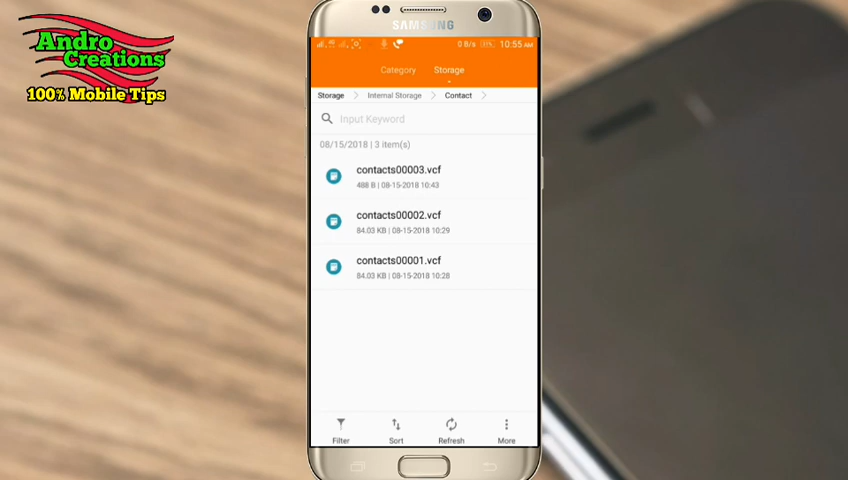 Andro
Creations
100% Mobile Tips
SAMSUNG
0 B/s
10:55 AM
Category Storage
Storage Internal Storage Contact
Input Keyword
08/15/2018 | 3 item(s)
contacts00003.vcf
488 B | 08-15-2018 10:43
contacts00002.vcf
84.03 KB | 08-15-2018 10:29
contacts00001.vcf
84.03 KB | 08-15-2018 10:28
Filter Sort Refresh More